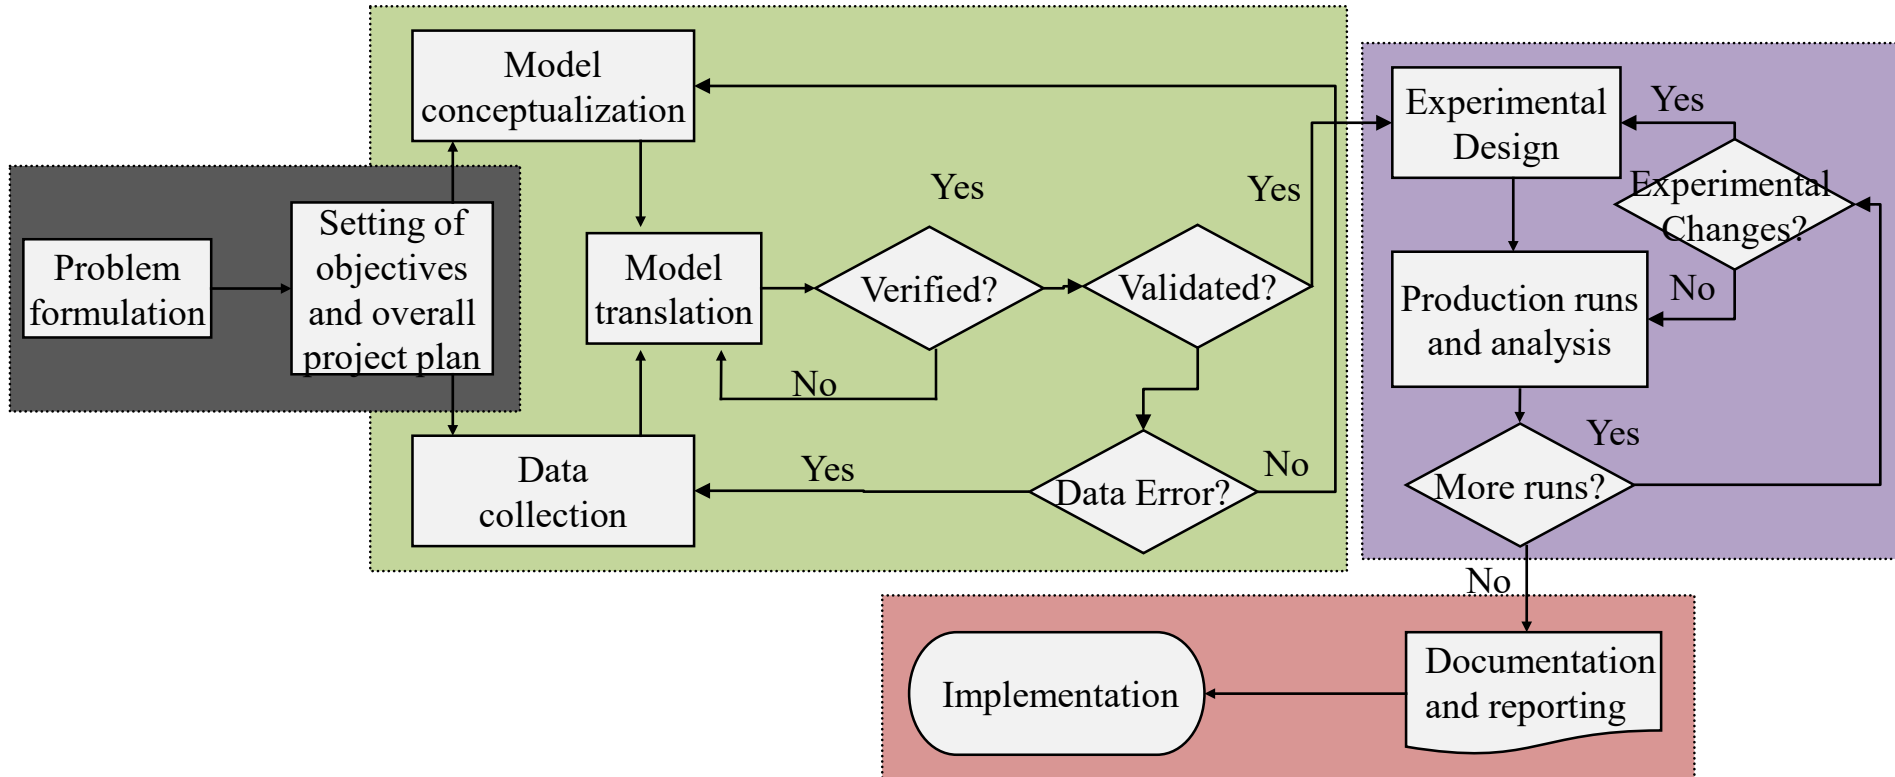 Model
conceptualization
Problem
formulation
Setting of
objectives
and overall
project plan
Model
translation
Yes
Verified?
No
Yes
Validated?
Data
collection
Yes
Data Error?
No
Experimental
Design
Yes
Experimental
Changes?
No
Production runs
and analysis
Yes
More runs?
No
Documentation
and reporting
Implementation